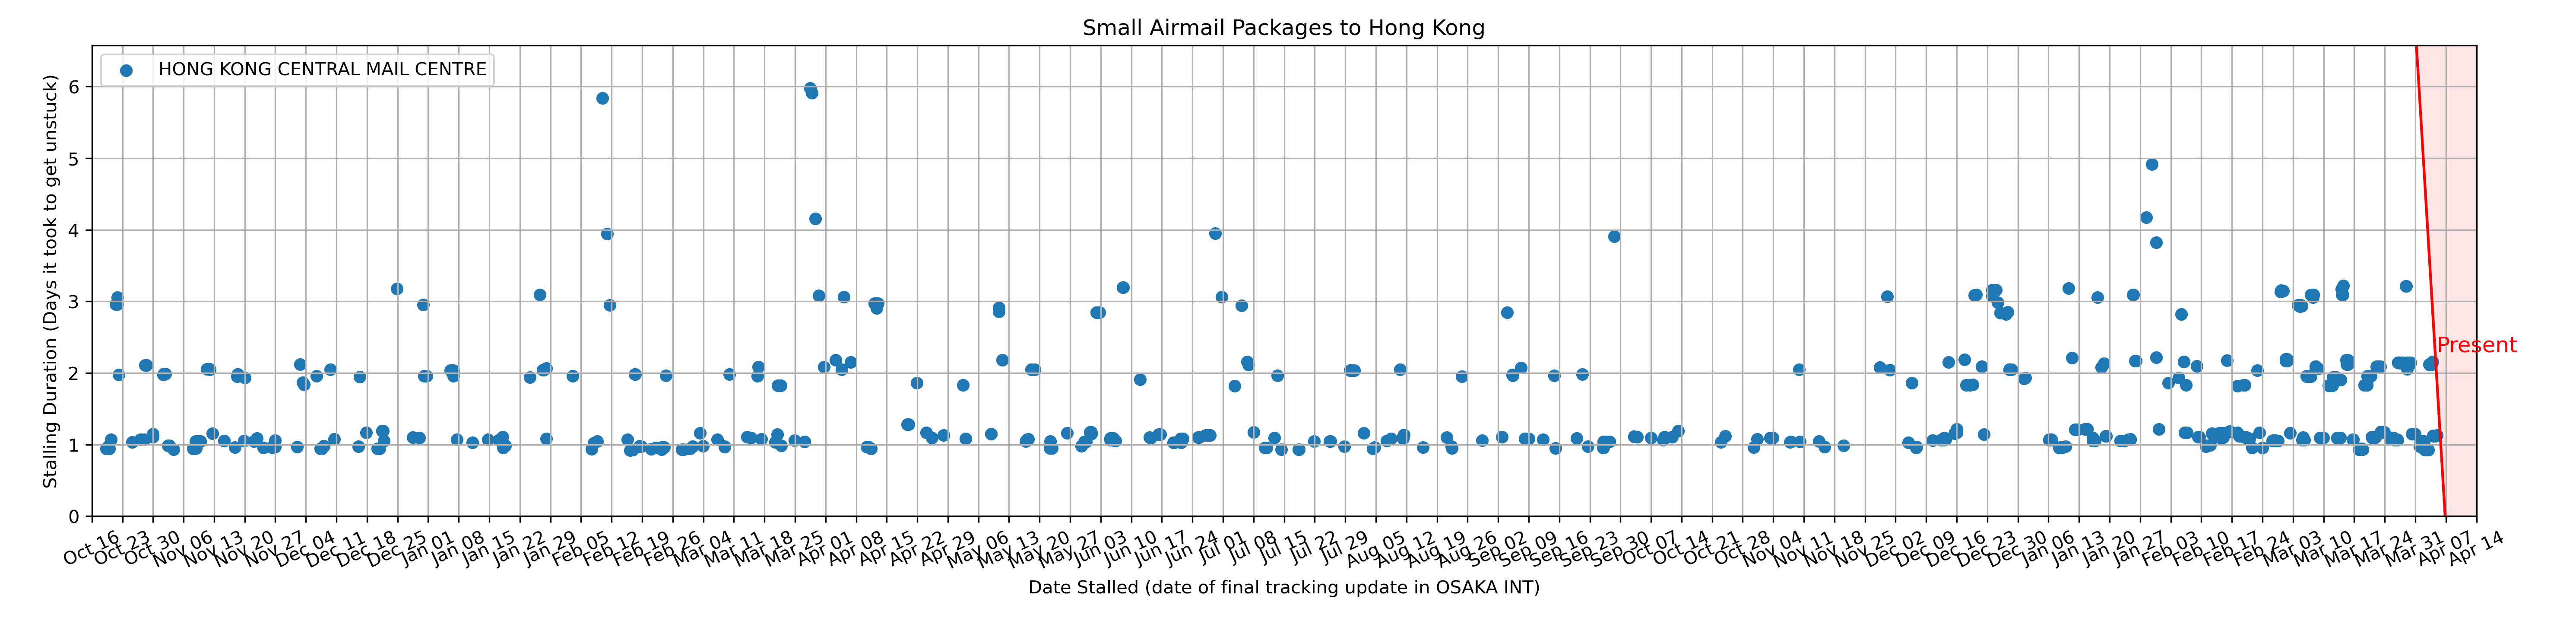 Small Airmail Packages to Hong Kong
HONG KONG CENTRAL MAIL CENTRE
Stalling Duration (Days it took to get unstuck)
6
5
4
3
2
1
0
Present
Oct 16 Oct 23 Oct 30 Nov 06 Nov 13 Nov 20 Nov 27 Dec 04 Dec 11 Dec 18 Dec 25 Jan 01 Jan 08 Jan 15 Jan 22 Jan 29 Feb 05 Feb 12 Feb 19 Feb 26 Mar 04 Mar 11 Mar 18 Mar 25 Apr 01 Apr 08 Apr 15 Apr 22 Apr 29 May 06 May 13 May 20 May 27 Jun 03 Jun 10 Jun 17 Jun 24 Jul 01 Jul 08 Jul 15 Jul 22 Jul 29 Aug 05 Aug 12 Aug 19 Aug 26 Sep 02 Sep 09 Sep 16 Sep 23 Sep 30 Oct 07 Oct 14 Oct 21 Oct 28 Nov 04 Nov 11 Nov 18 Nov 25 Dec 02 Dec 09 Dec 16 Dec 23 Dec 30 Jan 06 Jan 13 Jan 20 Jan 27 Feb 03 Feb 10 Feb 17 Feb 24 Mar 03 Mar 10 Mar 17 Mar 24 Mar 31 Apr 07 Apr 14
Date Stalled (date of final tracking update in OSAKA INT)